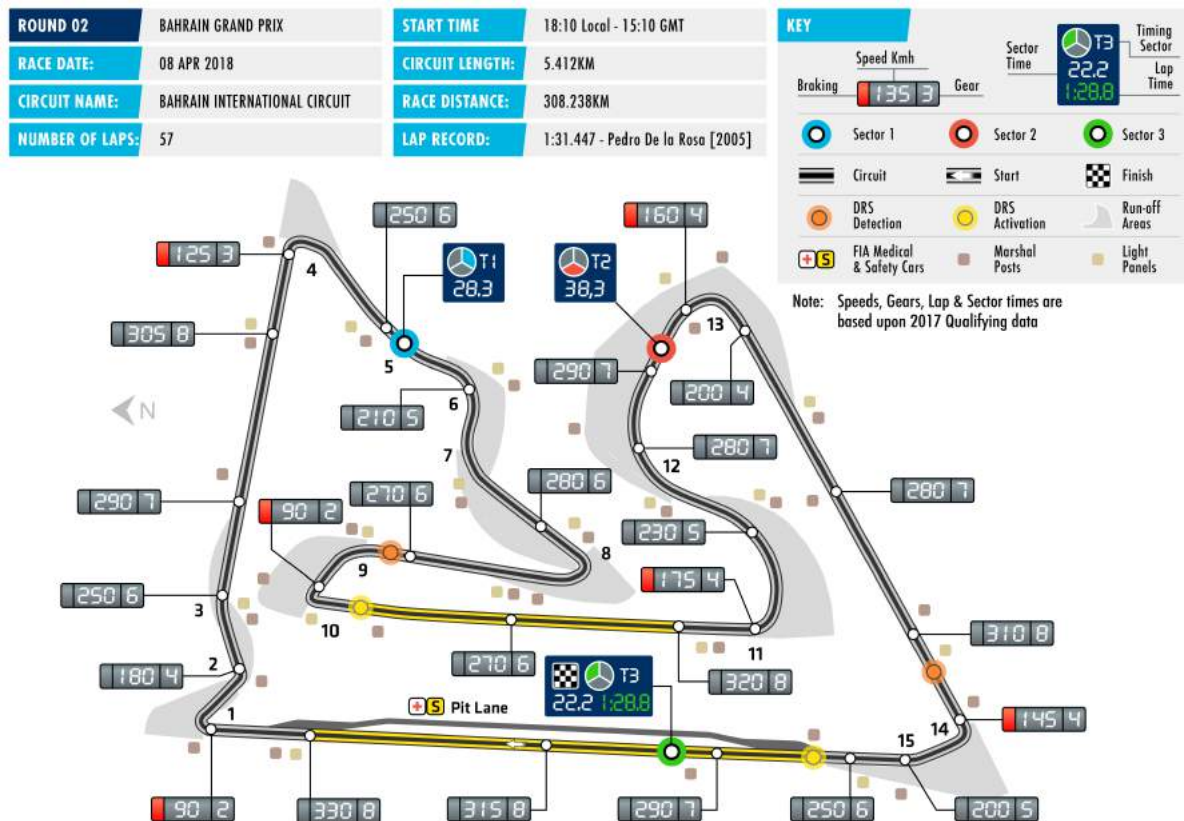 ROUND 02
BAHRAIN GRAND PRIX
START TIME
18:10 Local - 15:10 GMT
RACE DATE:
08 APR 2018
CIRCUIT LENGTH:
5.412KM
CIRCUIT NAME:
BAHRAIN INTERNATIONAL CIRCUIT
RACE DISTANCE:
308.238KM
NUMBER OF LAPS:
57
LAP RECORD:
1:31.447 - Pedro De la Rosa [2005]
KEY
Speed Kmh
Braking
135 3
Gear
Sector
Time
T3
22.2
1:28.8
Timing
Sector
Lap
Time
Sector 1
Sector 2
Sector 3
Circuit
Start
Finish
DRS
Detection
DRS
Activation
Run-off
Areas
S
FIA Medical
& Safety Cars
Marshal
Posts
Light
Panels
Note: Speeds, Gears, Lap & Sector times are
based upon 2017 Qualifying data
250 6
160 4
125 3
4
T1
28.3
T2
38,3
13
305 8
5
290 7
200 4
6
210 5
N
7
12
280 7
280 6
270 6
290 7
90 2
280 7
230 5
8
9
175 4
250 6
3
10
11
310 8
2
270 6
T3
22.2 1:28.8
320 8
180 4
S Pit Lane
1
14
145 4
15
90 2
330 8
315 8
290 7
250 6
200 5